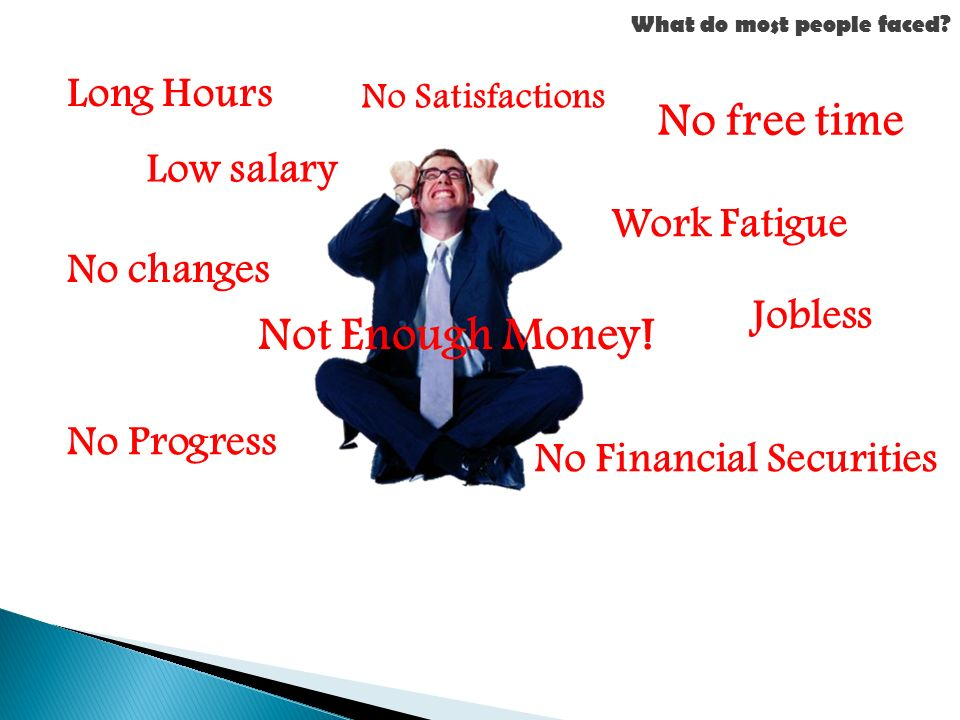 What do most people faced?
Long Hours
No Satisfactions
No free time
Low salary
Work Fatigue
No changes
Jobless
Not Enough Money!
No Progress
No Financial Securities